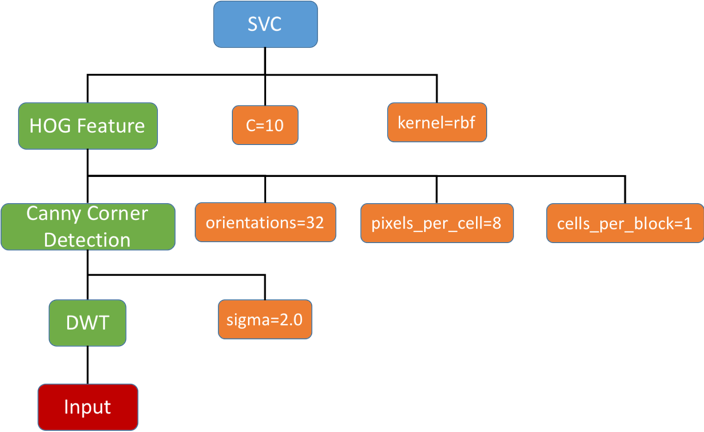 SVC
HOG Feature
C=10
kernel=rbf
Canny Corner
Detection
orientations=32
pixels_per_cell=8
cells_per_block=1
DWT
sigma=2.0
Input